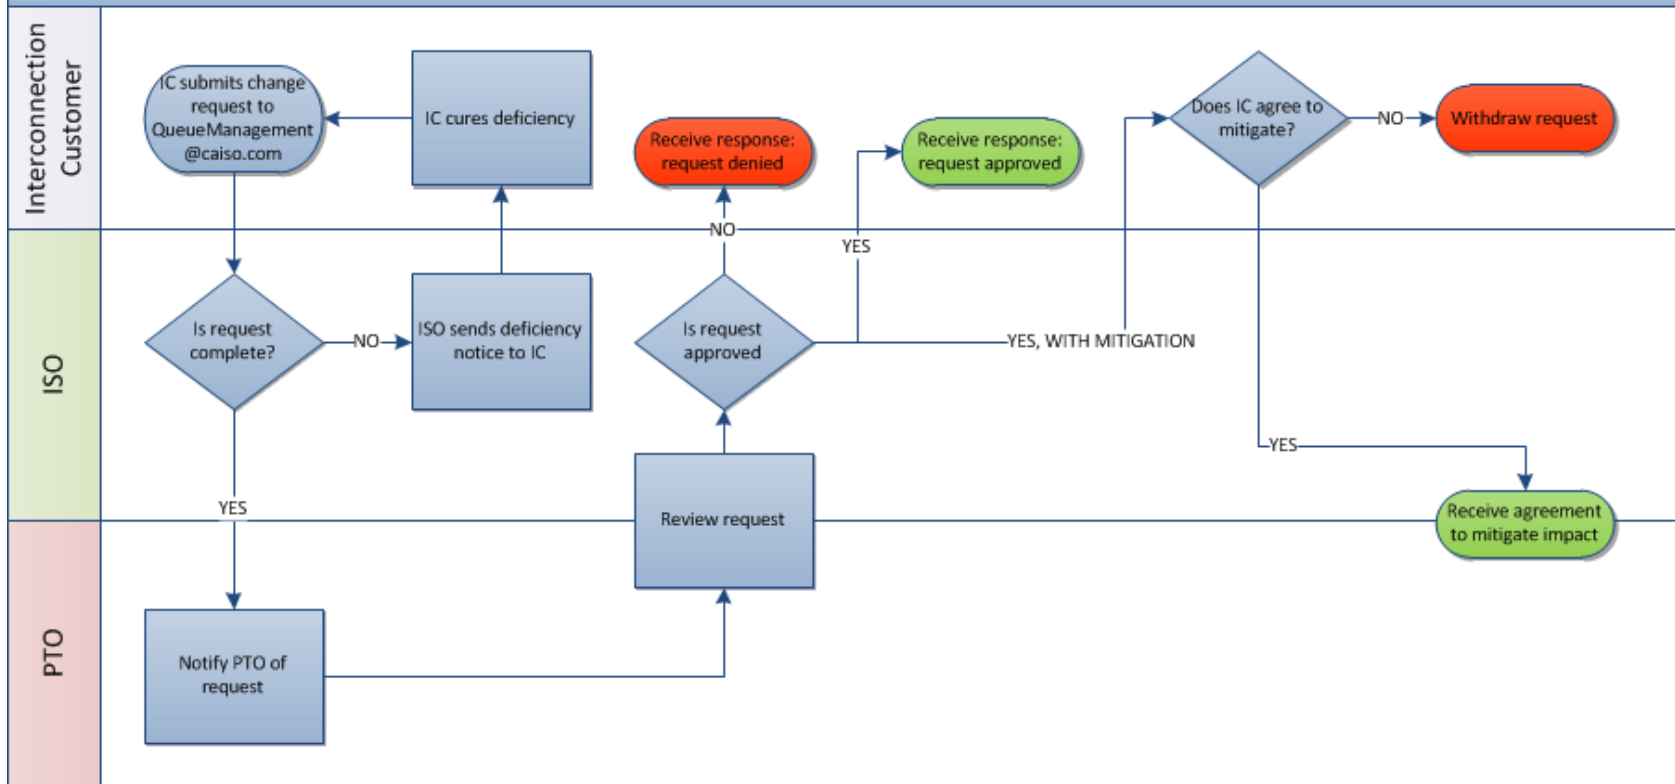 Interconnection
Customer
IC submits change
request to
QueueManagement
@caiso.com
IC cures deficiency
Receive response:
request denied
Receive response:
request approved
Does IC agree to
mitigate?
NO
Withdraw request
NO
YES
ISO
Is request
complete?
NO
ISO sends deficiency
notice to IC
Is request
approved
YES, WITH MITIGATION
YES
YES
Review request
Receive agreement
to mitigate impact
PTO
Notify PTO of
request